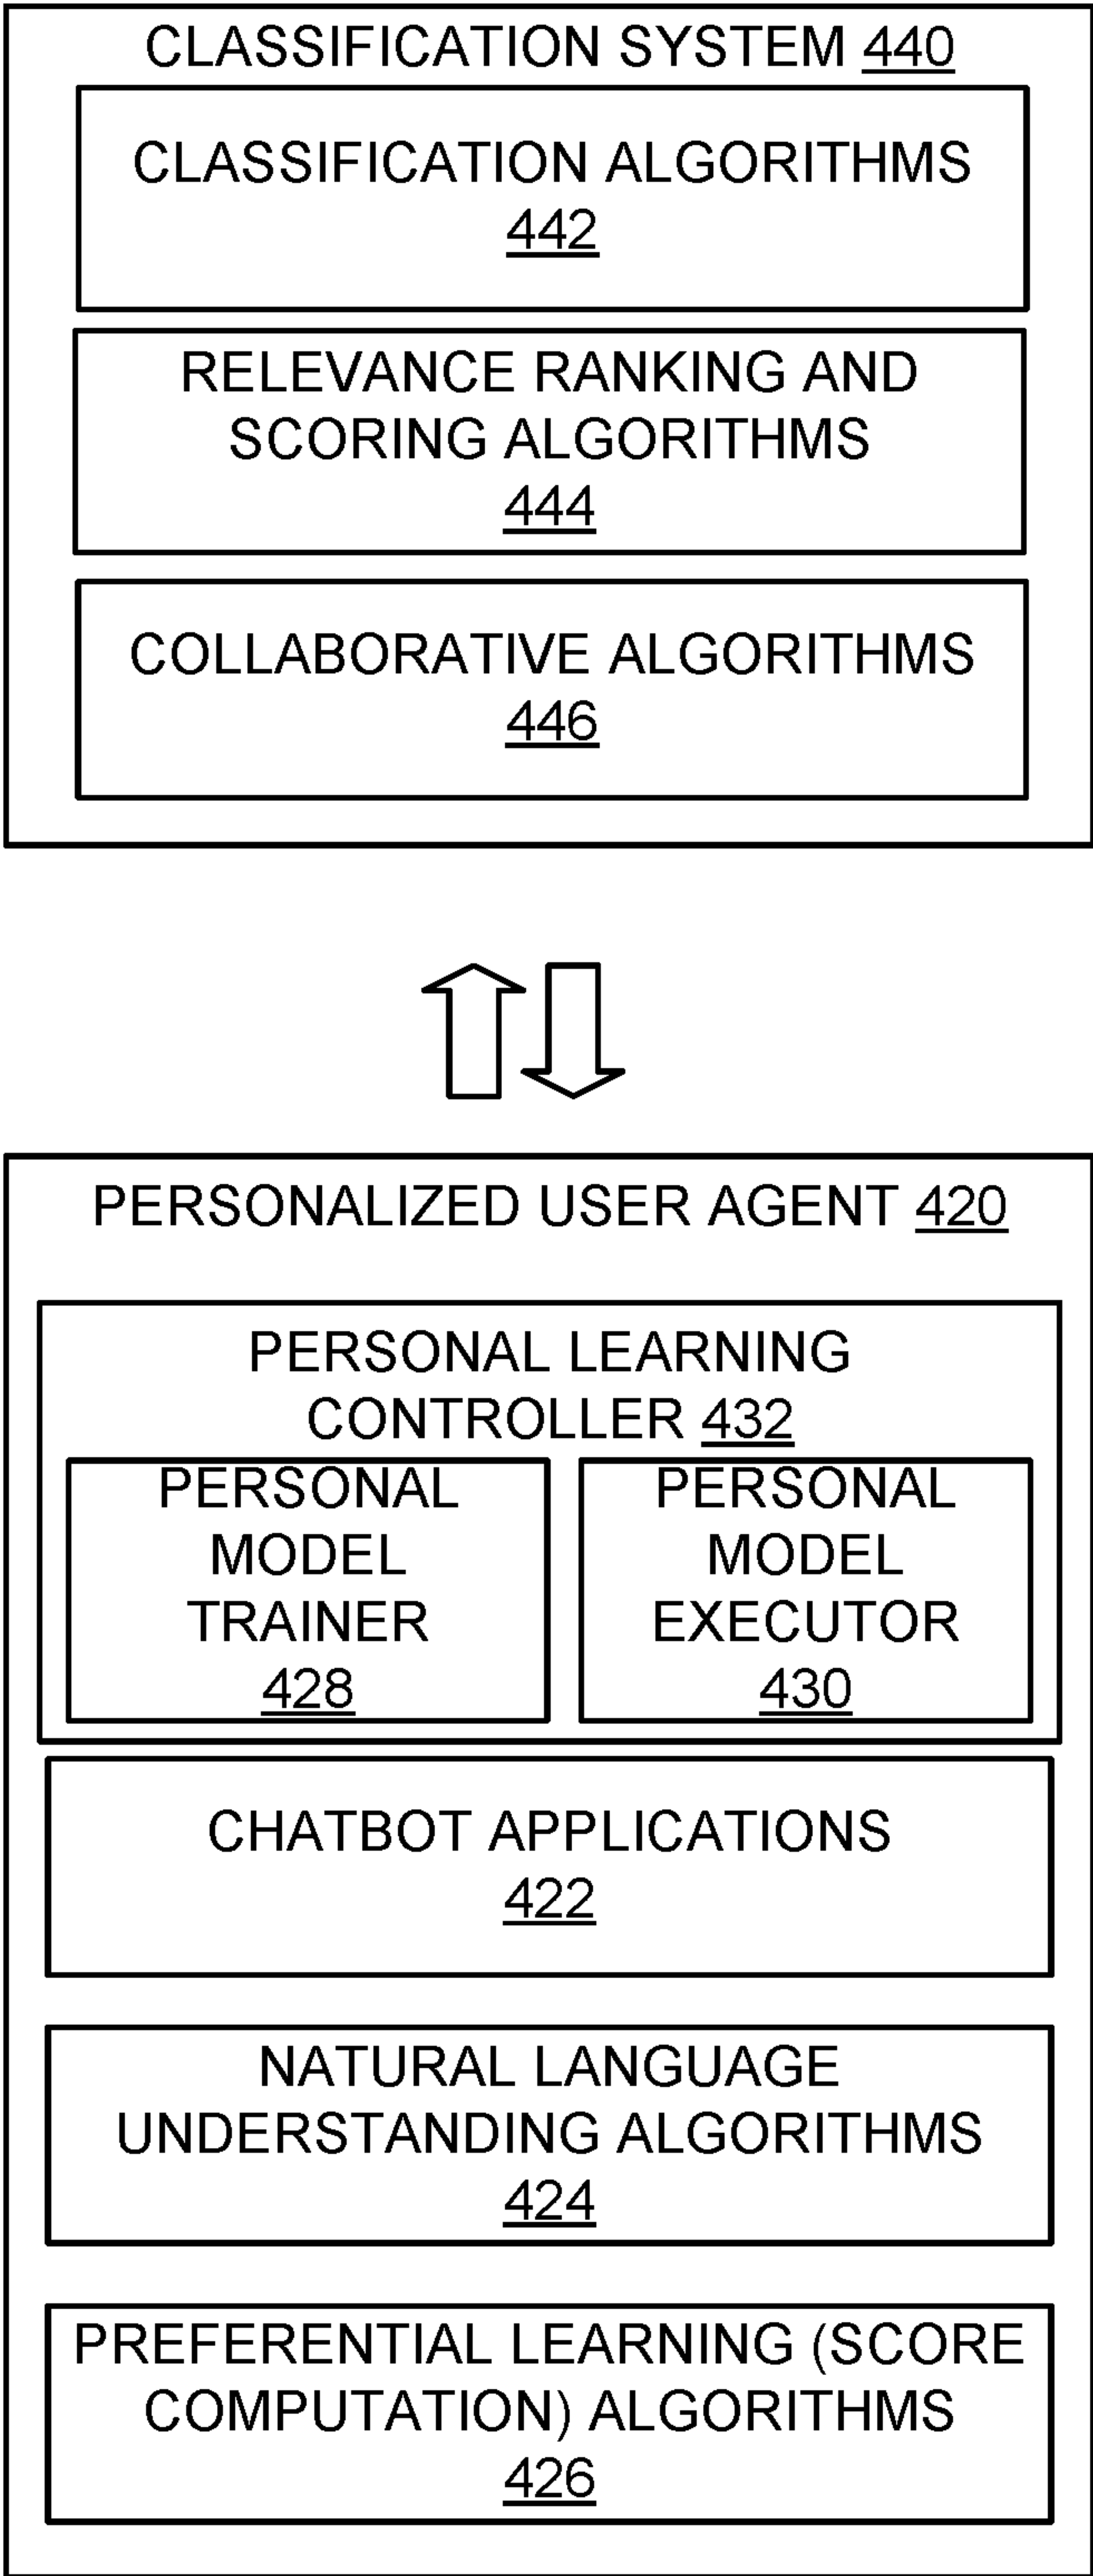 CLASSIFICATION SYSTEM 440
CLASSIFICATION ALGORITHMS
442
RELEVANCE RANKING AND
SCORING ALGORITHMS
444
COLLABORATIVE ALGORITHMS
446
PERSONALIZED USER AGENT 420
PERSONAL LEARNING
CONTROLLER 432
PERSONAL
MODEL
TRAINER
428
PERSONAL
MODEL
EXECUTOR
430
CHATBOT APPLICATIONS
422
NATURAL LANGUAGE
UNDERSTANDING ALGORITHMS
424
PREFERENTIAL LEARNING (SCORE
COMPUTATION) ALGORITHMS
426